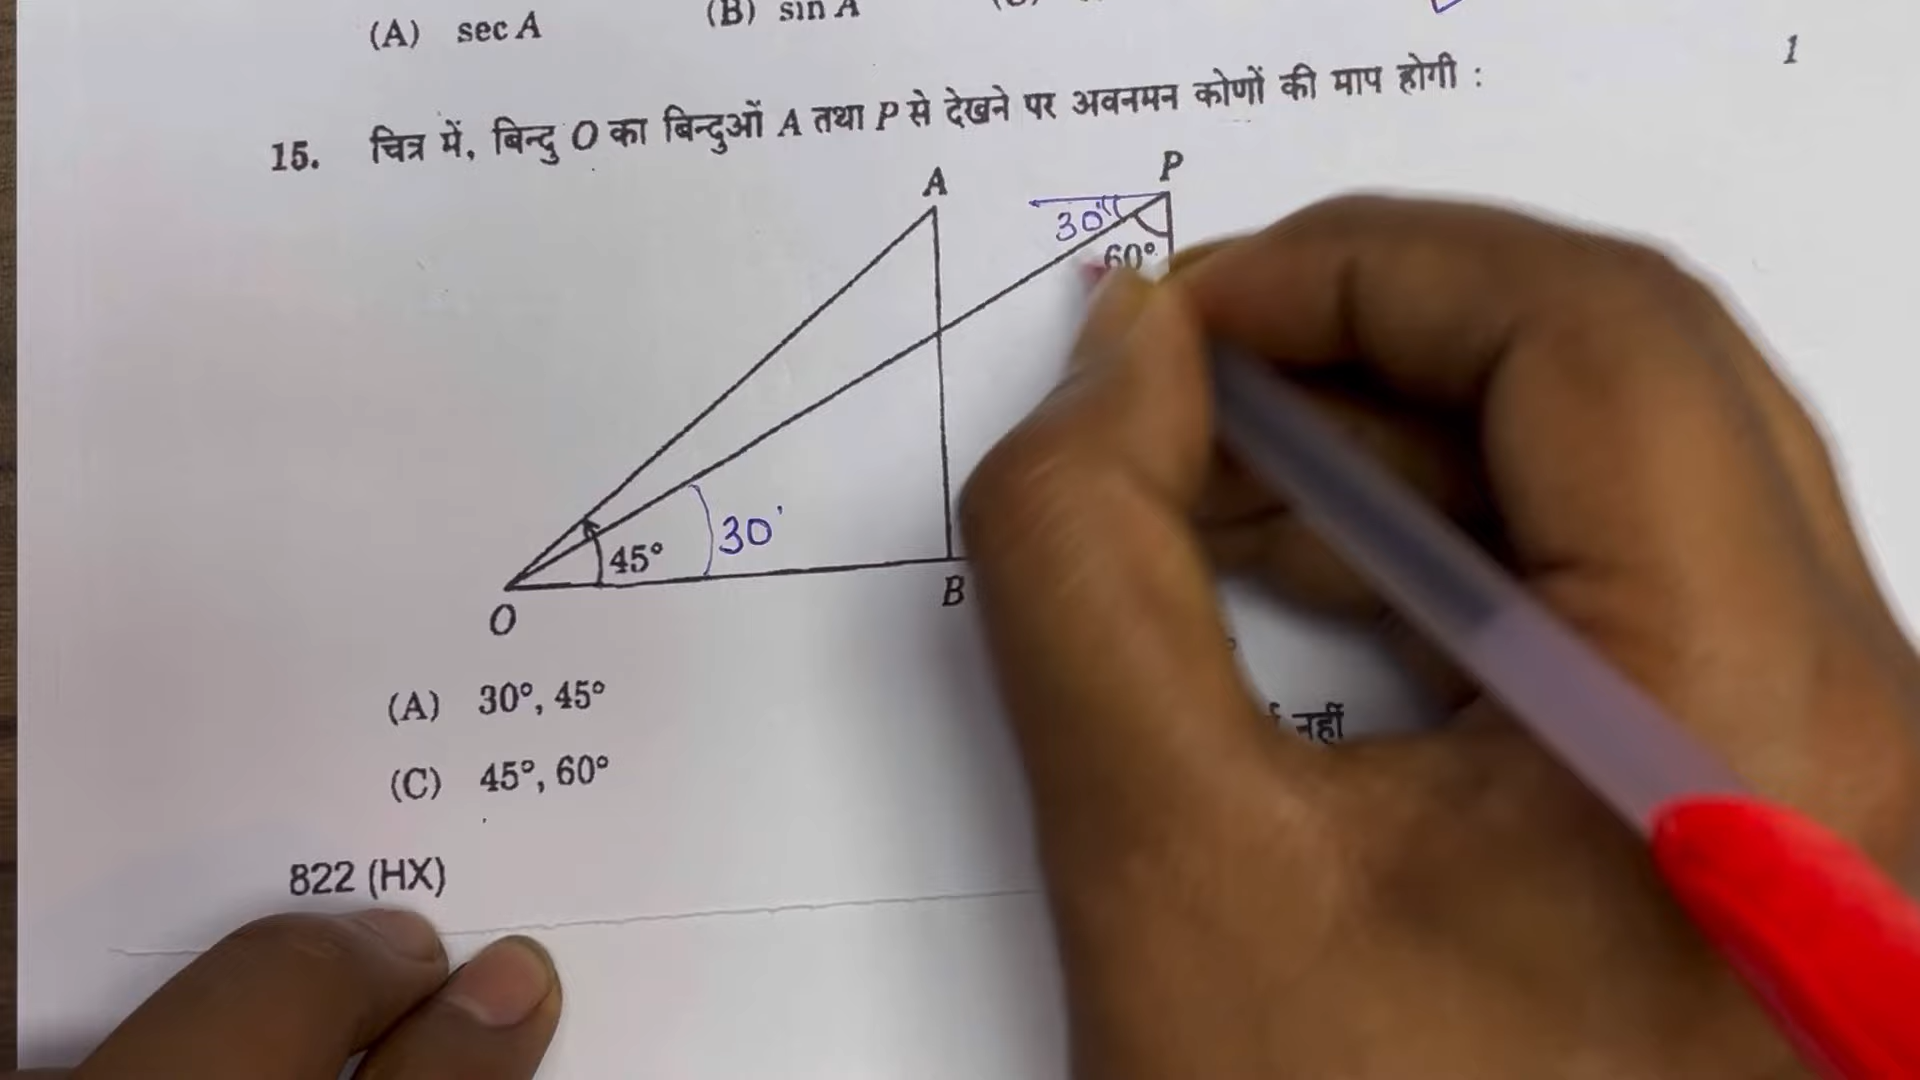 (A) sec A (B) sin A
1
15. चित्र में, बिन्दु O का बिन्दुओं A तथा P से देखने पर अवनमन कोणों की माप होगी :
A
P
30°
60°
45°
30'
O
B
(A) 30°, 45°
नहीं
(C) 45°, 60°
822 (HX)